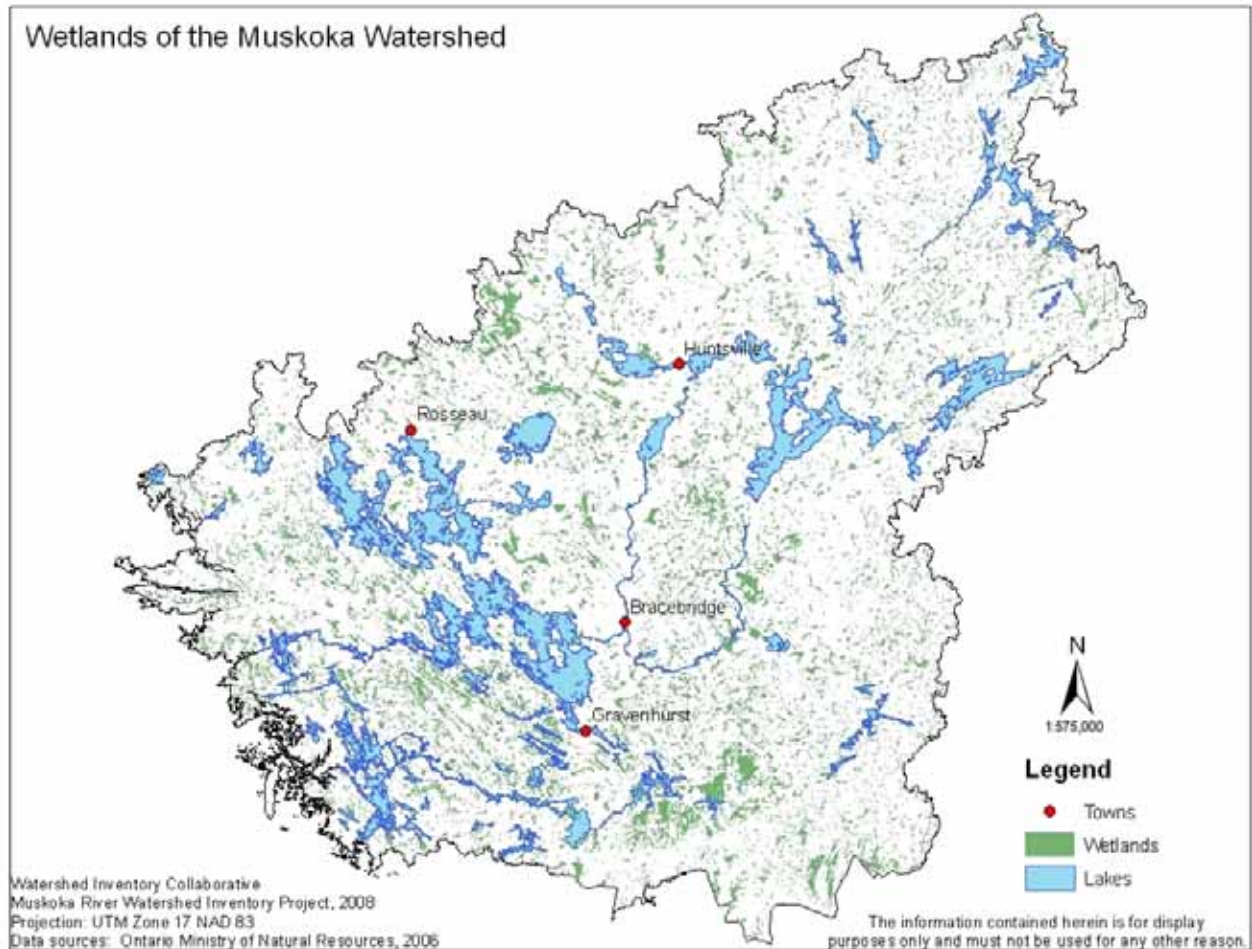 Wetlands of the Muskoka Watershed
Huntsville
Rosseau
Bracebridge
Gravenhurst
N
1:575,000
Legend
Towns
Wetlands
Lakes
Watershed Inventory Collaborative
Muskoka River Watershed Inventory Project, 2008
Projection: UTM Zone 17 NAD 83
Data sources: Ontario Ministry of Natural Resources, 2006
The information contained herein is for display
purposes only and must not be used for any other reason